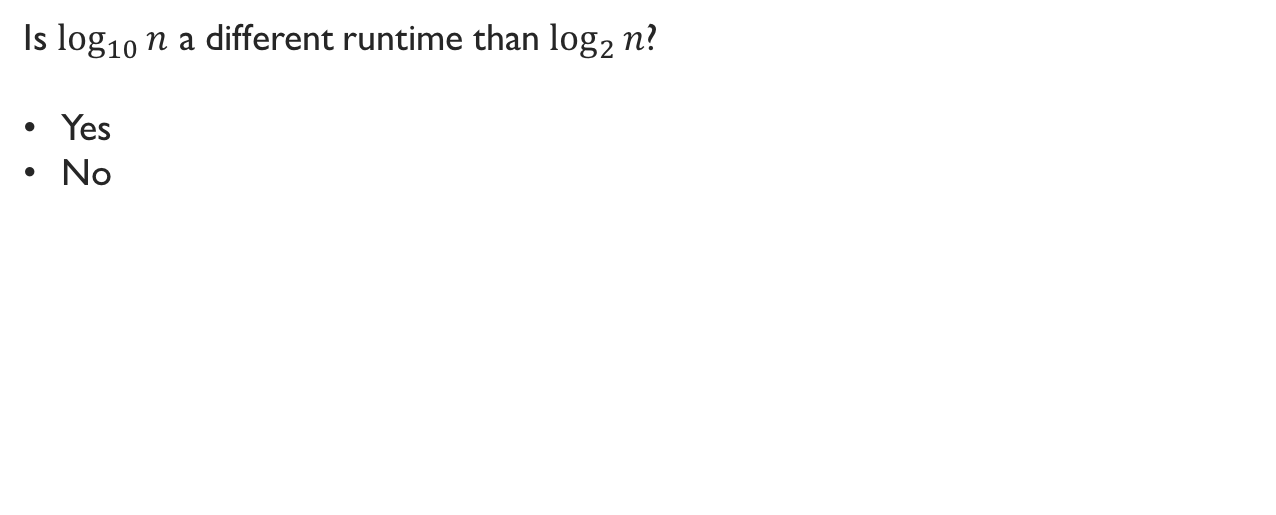 Is log₁₀ n a different runtime than log₂ n?
• Yes
• No